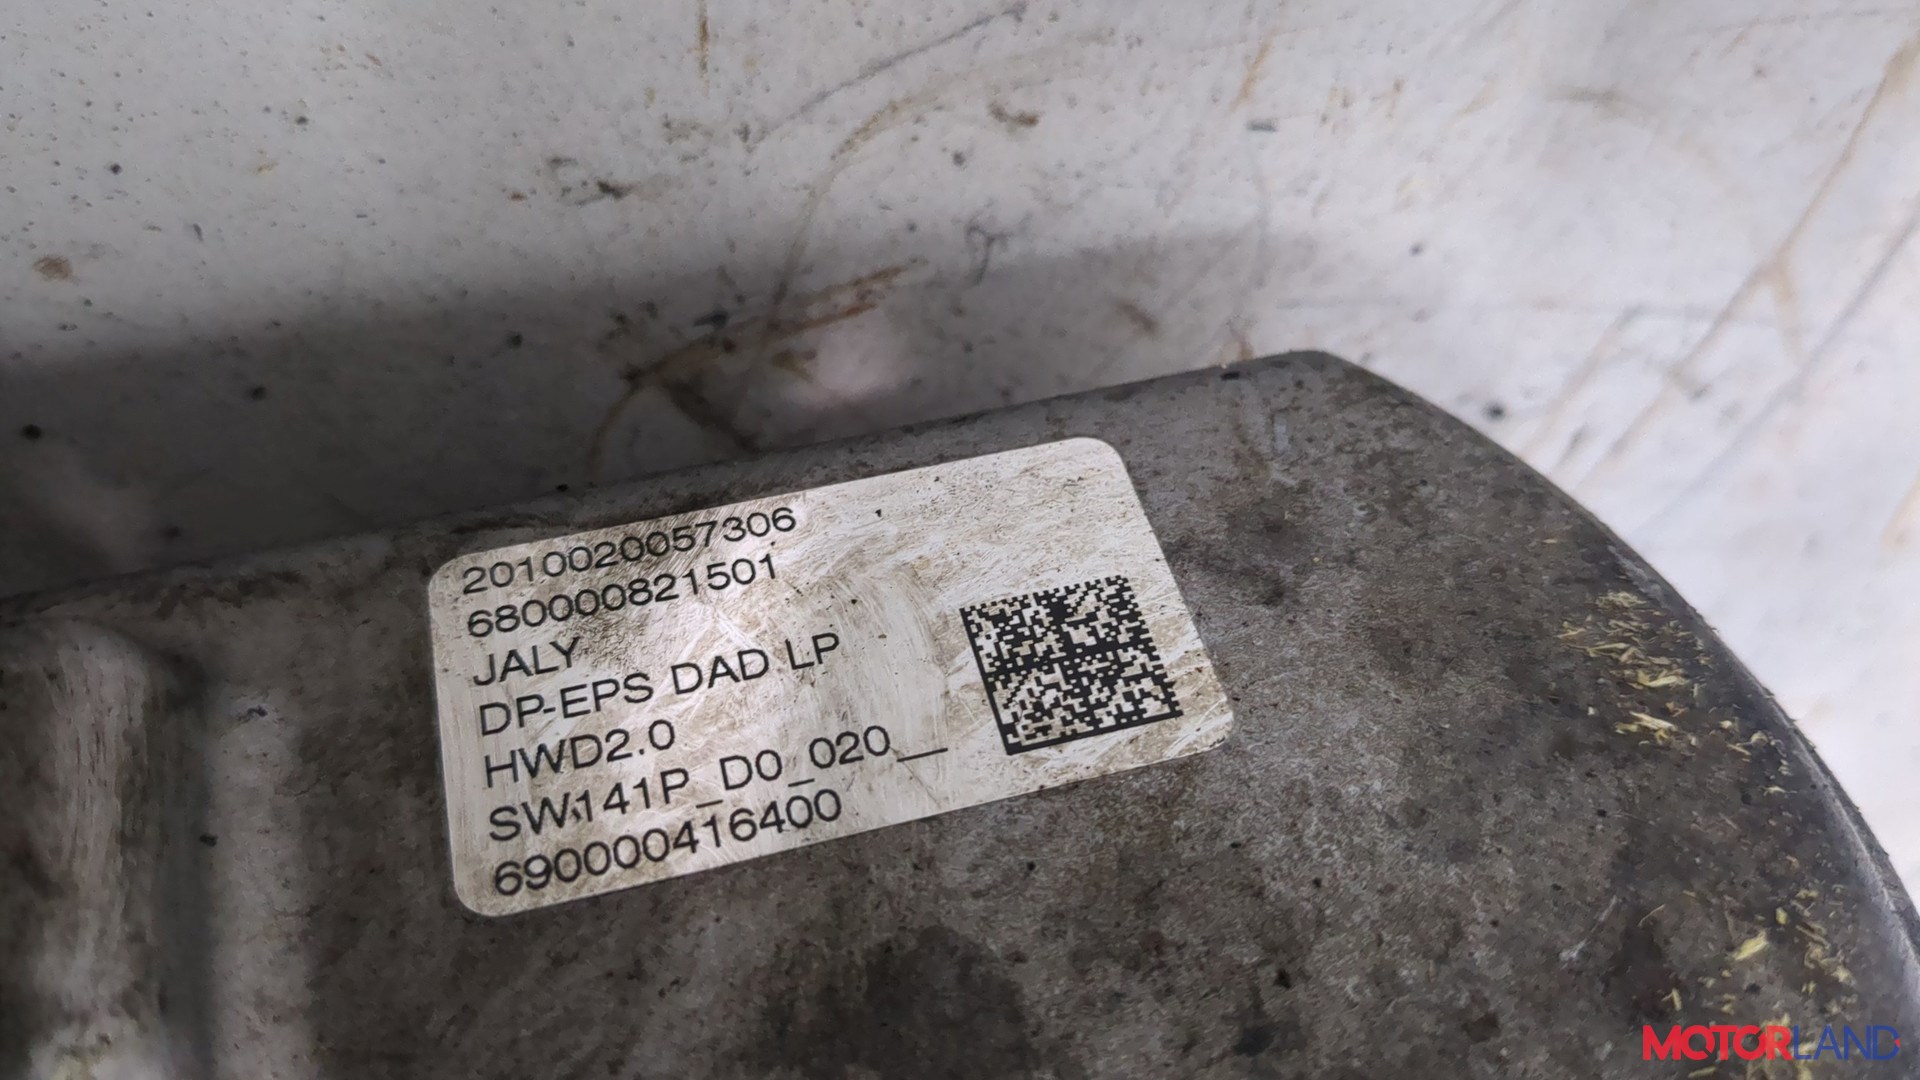 2010020057306
680000821501
JALY
DP-EPS DAD LP
HWD2.0
SW141P_D0_020__
690000416400
MOTORLAND